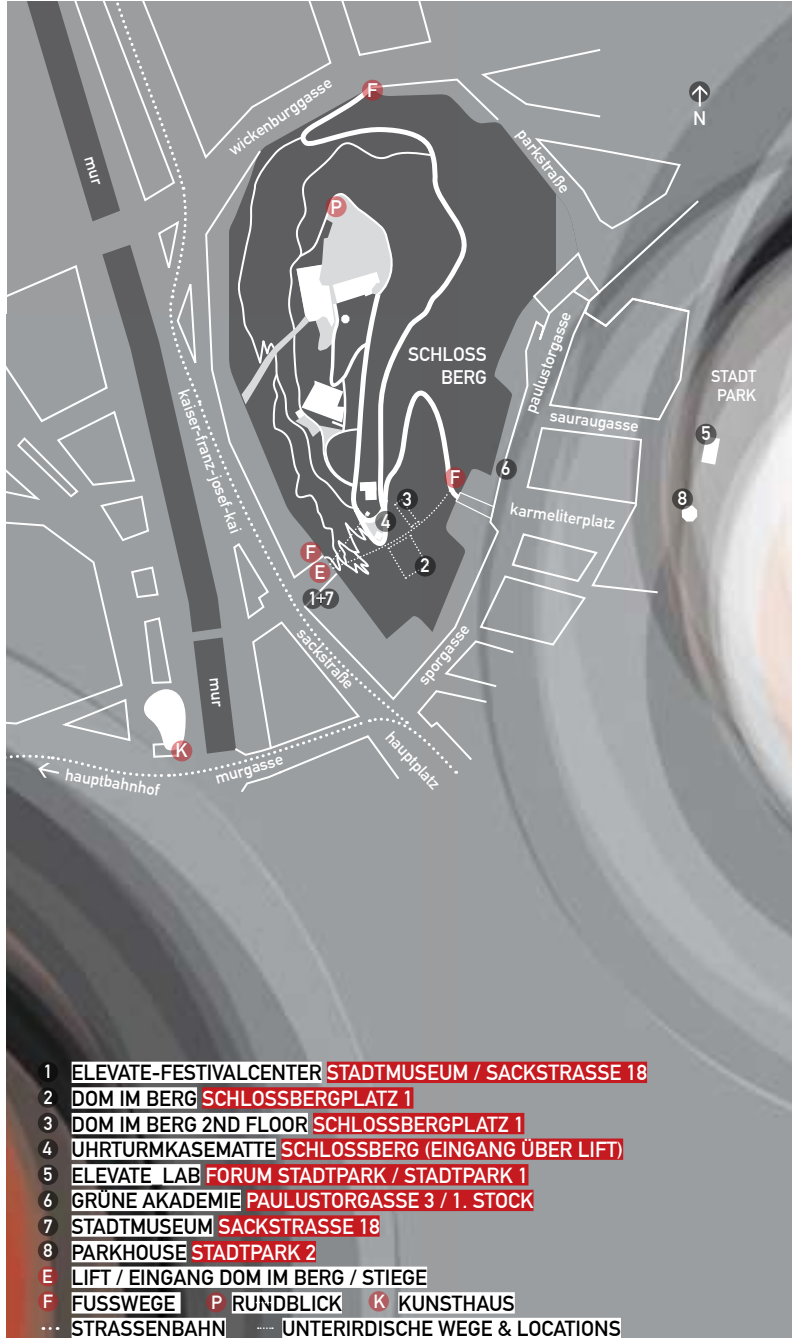 F
N
wickenburggasse
parkstraße
mur
P
SCHLOSS
BERG
paulustorgasse
STADT
PARK
kaiser-franz-josef-kai
sauraugasse
5
6
F
3
8
karmeliterplatz
4
F
E
2
1+7
sackstraße
sporgasse
mur
K
hauptplatz
murgasse
← hauptbahnhof
1 ELEVATE-FESTIVALCENTER STADTMUSEUM / SACKSTRASSE 18
2 DOM IM BERG SCHLOSSBERGPLATZ 1
3 DOM IM BERG 2ND FLOOR SCHLOSSBERGPLATZ 1
4 UHRTURMKASEMATTE SCHLOSSBERG (EINGANG ÜBER LIFT)
5 ELEVATE LAB FORUM STADTPARK / STADTPARK 1
6 GRÜNE AKADEMIE PAULUSTORGASSE 3 / 1. STOCK
7 STADTMUSEUM SACKSTRASSE 18
8 PARKHOUSE STADTPARK 2
E LIFT / EINGANG DOM IM BERG / STIEGE
F FUSSWEGE P RUNDBLICK K KUNSTHAUS
... STRASSENBAHN ..... UNTERIRDISCHE WEGE & LOCATIONS